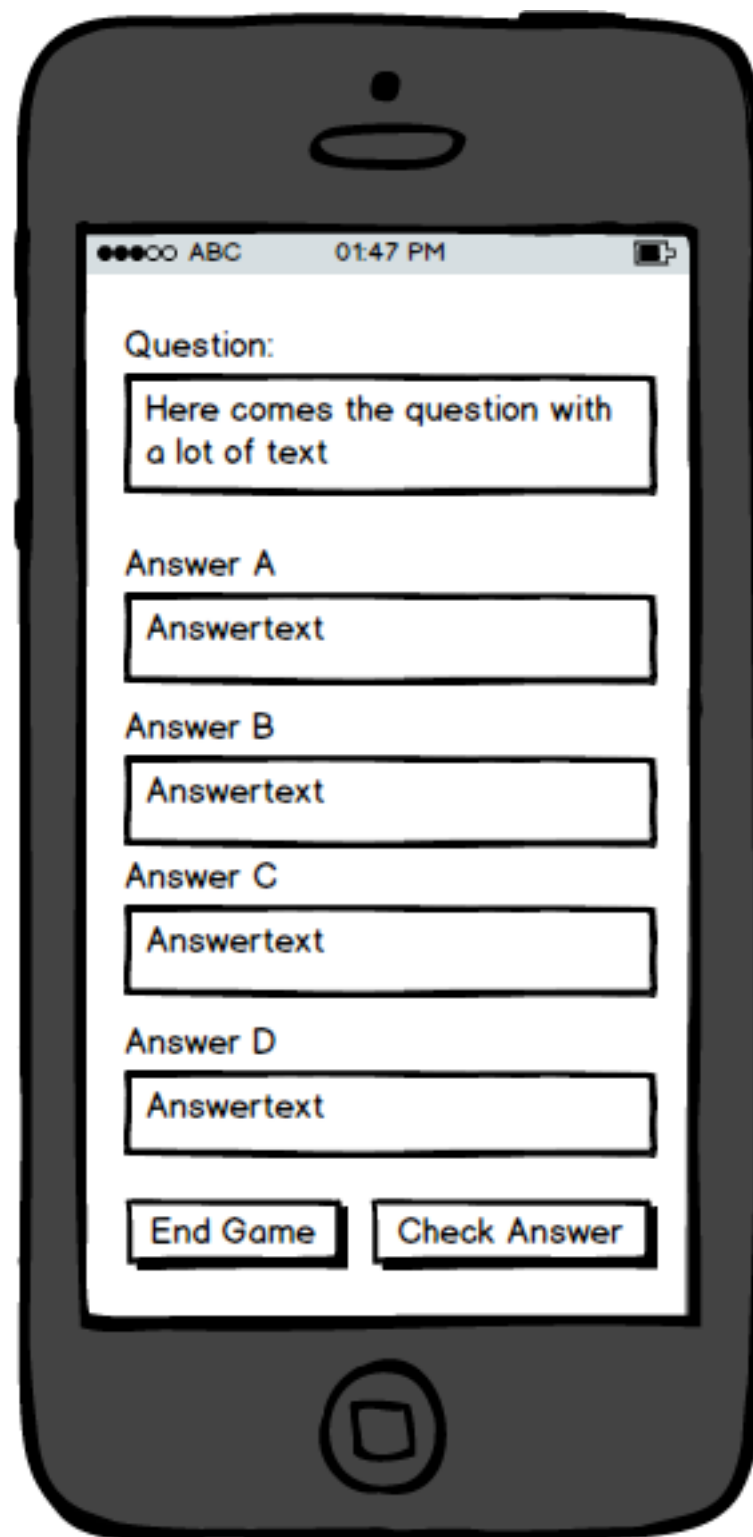 ABC 01:47 PM
Question:
Here comes the question with
a lot of text
Answer A
Answertext
Answer B
Answertext
Answer C
Answertext
Answer D
Answertext
End Game Check Answer